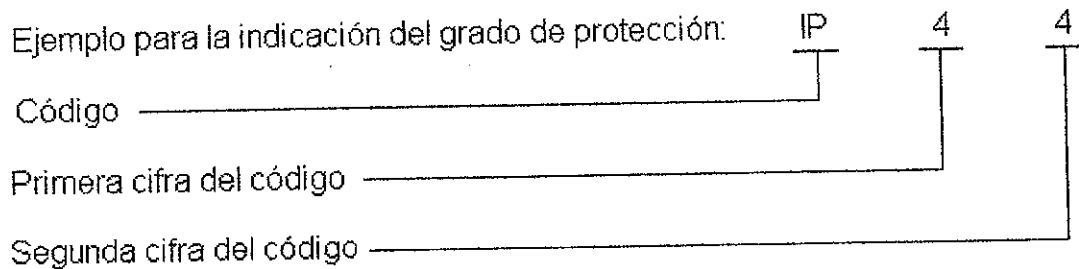 Ejemplo para la indicación del grado de protección: IP 4 4
Código
Primera cifra del código
Segunda cifra del código